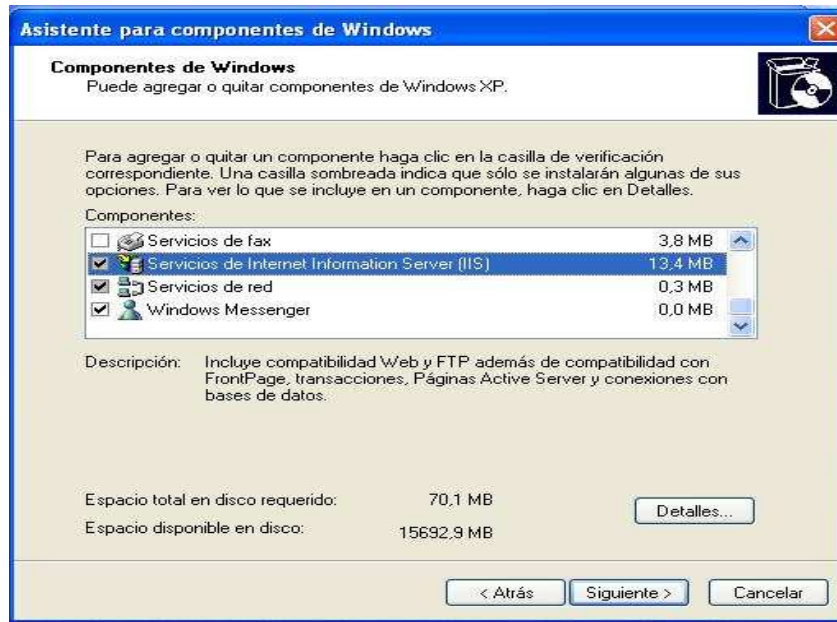 Asistente para componentes de Windows
Componentes de Windows
Puede agregar o quitar componentes de Windows XP.
Para agregar o quitar un componente haga clic en la casilla de verificación
correspondiente. Una casilla sombreada indica que sólo se instalarán algunas de sus
opciones. Para ver lo que se incluye en un componente, haga clic en Detalles.
Componentes:
Servicios de fax 3,8 MB
Servicios de Internet Information Server (IIS) 13,4 MB
Servicios de red 0,3 MB
Windows Messenger 0,0 MB
Descripción: Incluye compatibilidad Web y FTP además de compatibilidad con
FrontPage, transacciones, Páginas Active Server y conexiones con
bases de datos.
Espacio total en disco requerido: 70,1 MB
Detalles...
Espacio disponible en disco: 15692,9 MB
< Atrás Siguiente > Cancelar